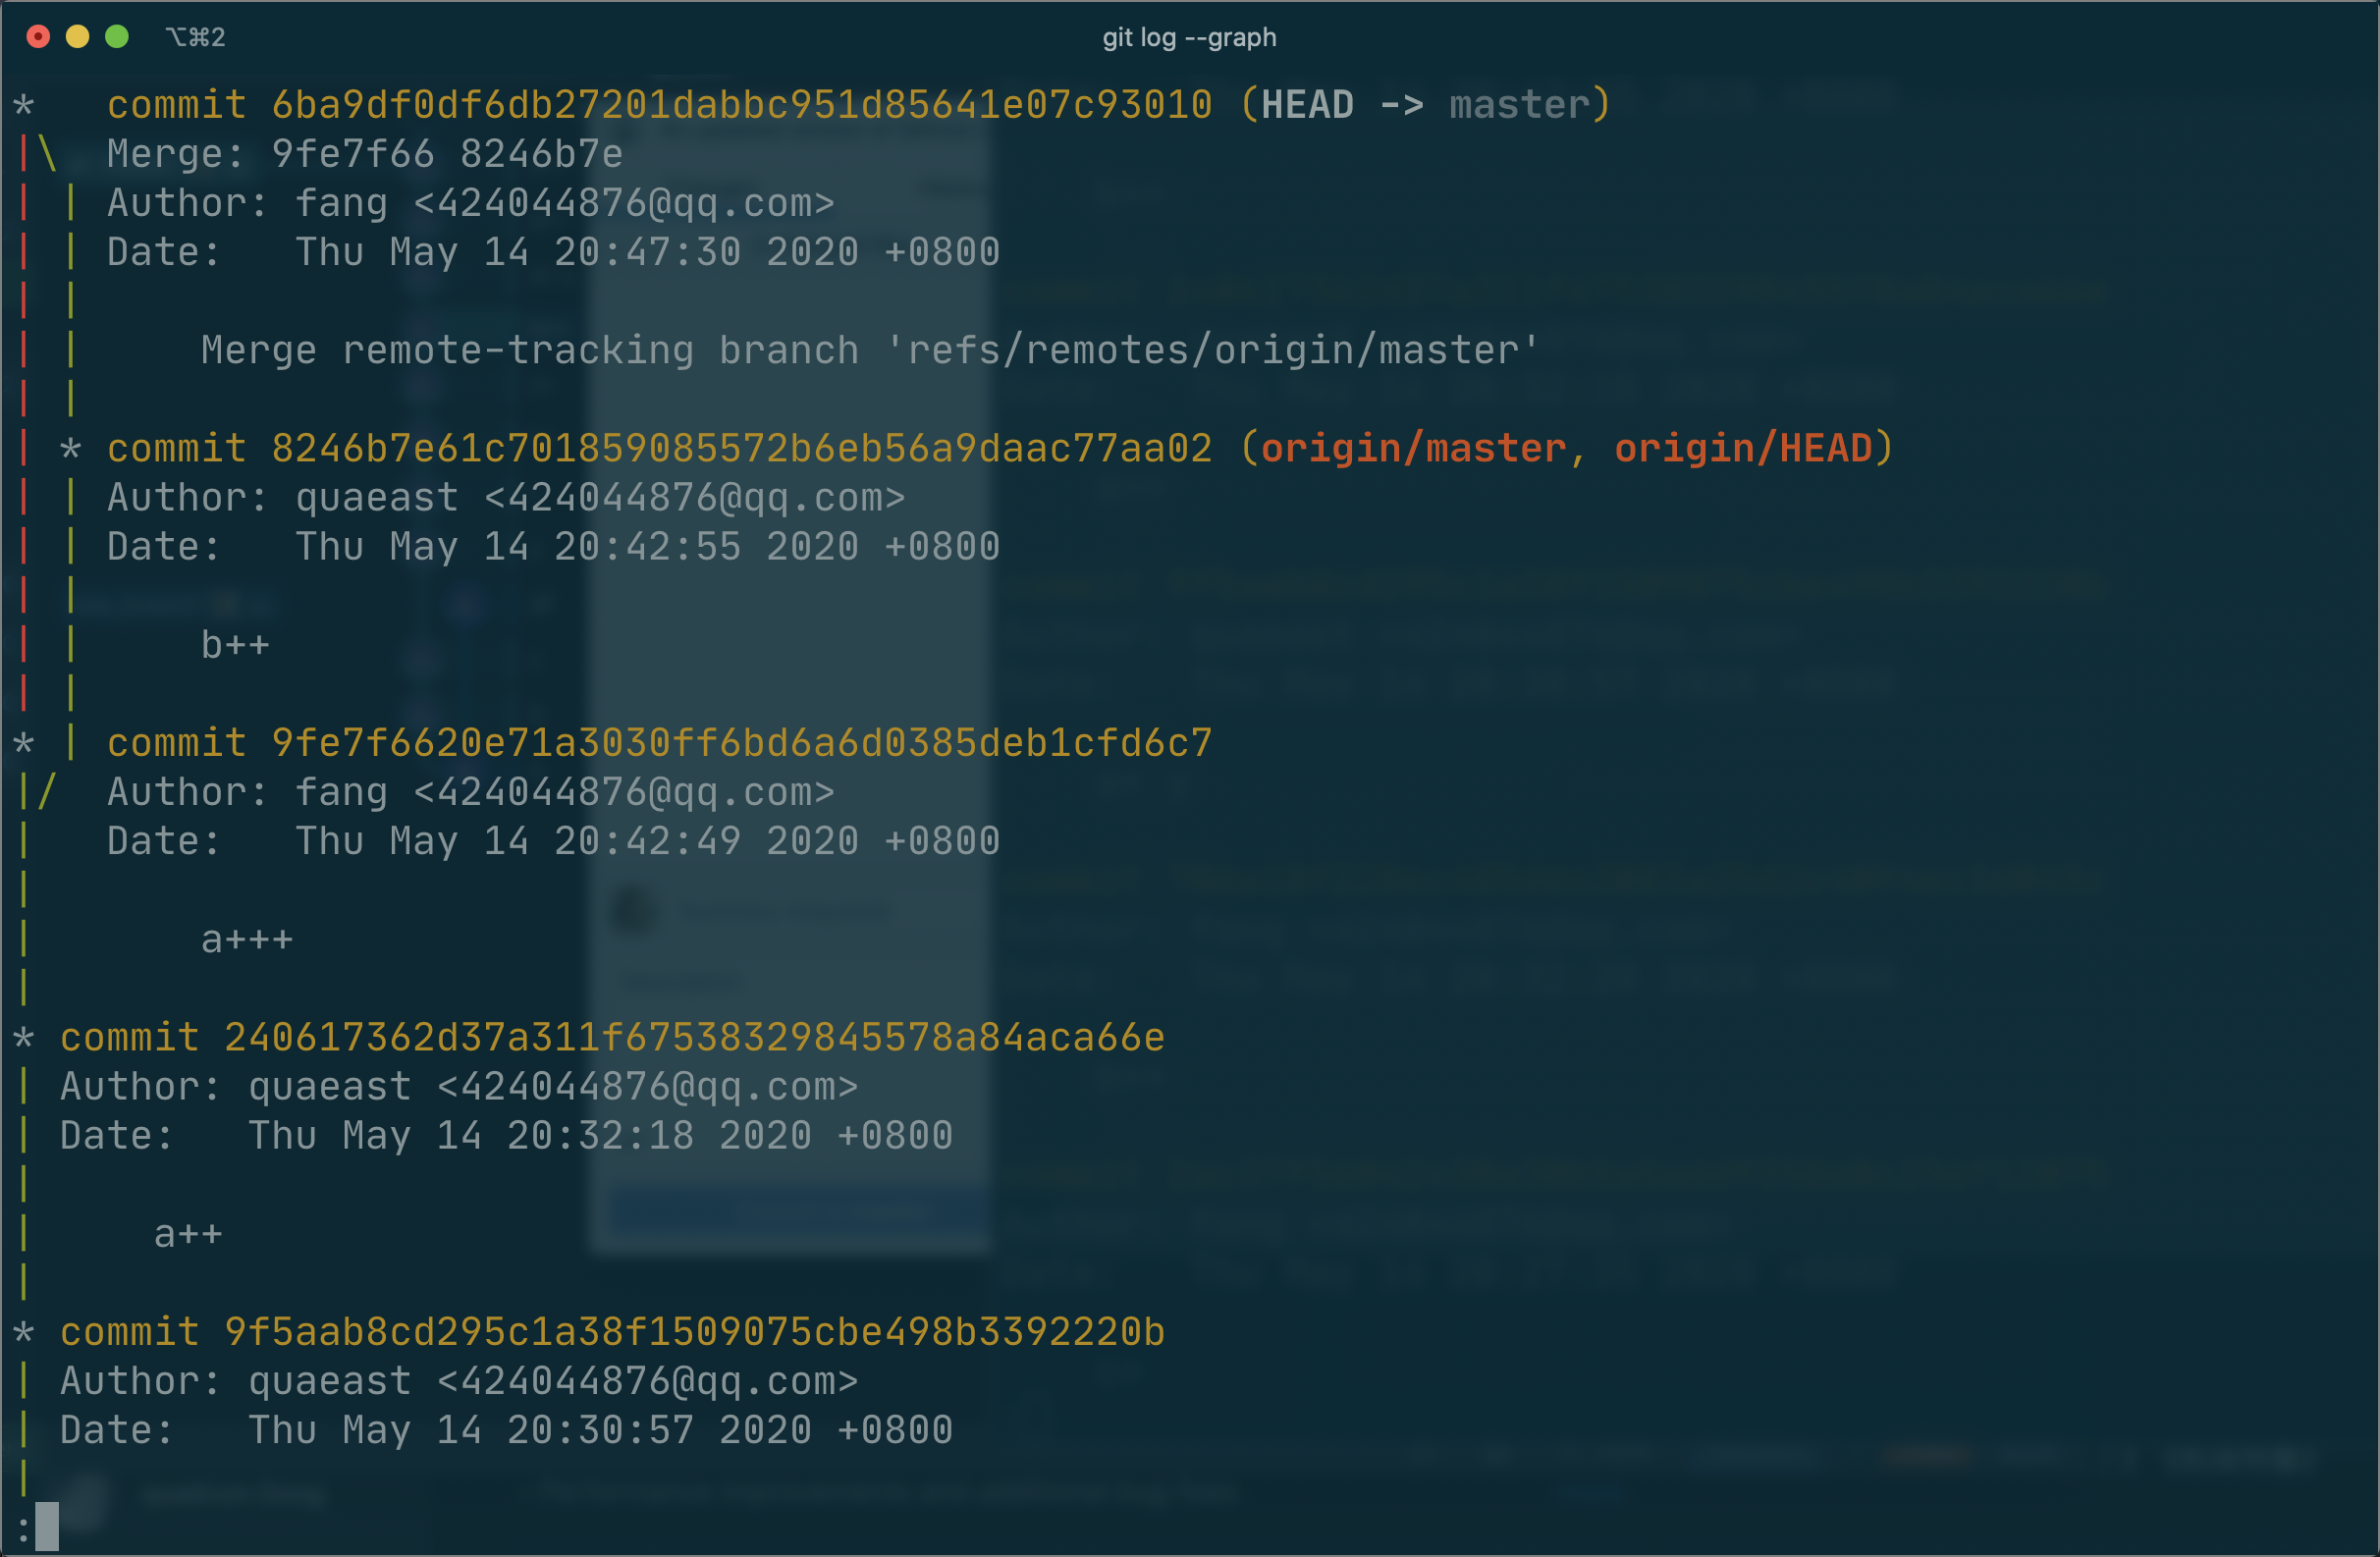 ⌥⌘2
git log --graph
*   commit 6ba9df0df6db27201dabbc951d85641e07c93010 (HEAD -> master)
|\  Merge: 9fe7f66 8246b7e
| | Author: fang <424044876@qq.com>
| | Date:   Thu May 14 20:47:30 2020 +0800
| |
| |     Merge remote-tracking branch 'refs/remotes/origin/master'
| |
| * commit 8246b7e61c701859085572b6eb56a9daac77aa02 (origin/master, origin/HEAD)
| | Author: quaeast <424044876@qq.com>
| | Date:   Thu May 14 20:42:55 2020 +0800
| |
| |     b++
| |
* | commit 9fe7f6620e71a3030ff6bd6a6d0385deb1cfd6c7
|/  Author: fang <424044876@qq.com>
|   Date:   Thu May 14 20:42:49 2020 +0800
|
|       a+++
|
* commit 240617362d37a311f67538329845578a84aca66e
| Author: quaeast <424044876@qq.com>
| Date:   Thu May 14 20:32:18 2020 +0800
|
|     a++
|
* commit 9f5aab8cd295c1a38f1509075cbe498b3392220b
| Author: quaeast <424044876@qq.com>
| Date:   Thu May 14 20:30:57 2020 +0800
|
: